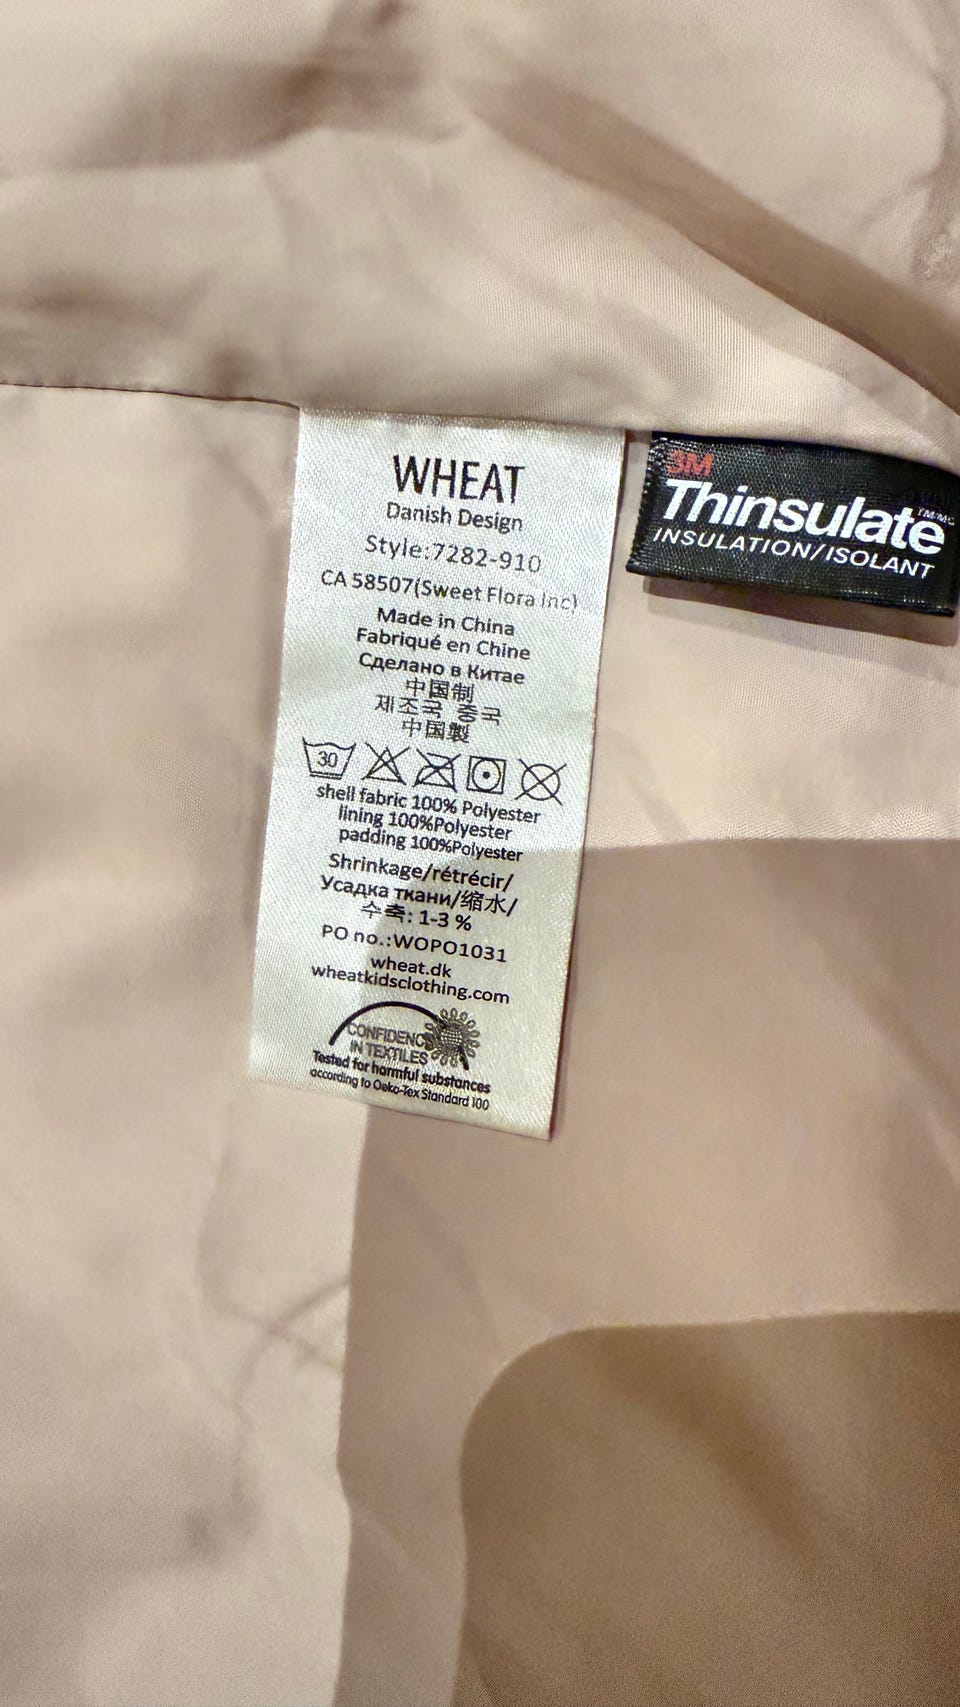 WHEAT
Danish Design
Style:7282-910
CA 58507(Sweet Flora Inc)
Made in China
Fabriqué en Chine
Сделано в Китае
中国制
제조국 중국
中国製
30
shell fabric 100% Polyester
lining 100%Polyester
padding 100%Polyester
Shrinkage/rétrécir/
Усадка ткани/缩水/
수축: 1-3 %
PO no.:WOPO1031
wheat.dk
wheatkidsclothing.com
CONFIDENCE
IN TEXTILES
Tested for harmful substances
according to Oeko-Tex Standard 100
3M
Thinsulate TM/MC
INSULATION/ISOLANT